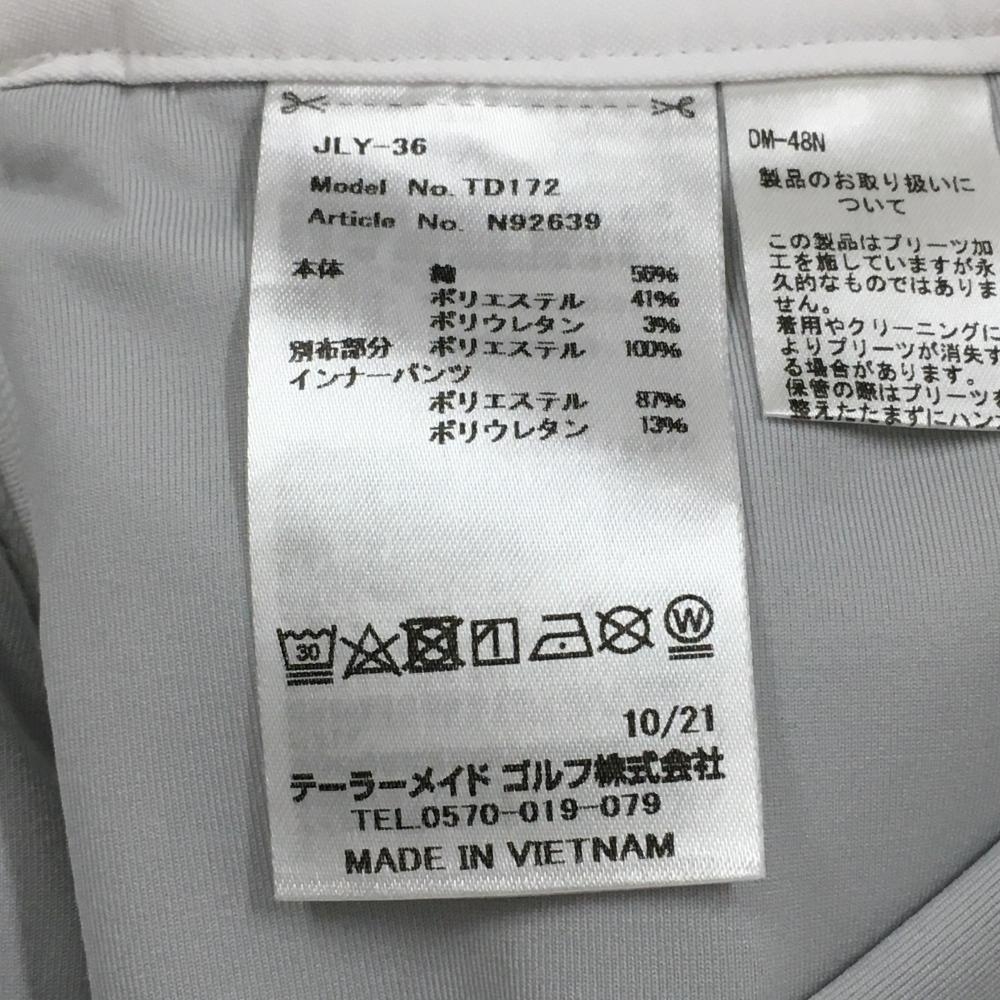 JLY-36
Model No. TD172
Article No. N92639
本体 綿 56%
ポリエステル 41%
ポリウレタン 3%
別布部分 ポリエステル 100%
インナーパンツ
ポリエステル 87%
ポリウレタン 13%
30
W
10/21
テーラーメイド ゴルフ株式会社
TEL.0570-019-079
MADE IN VIETNAM
DM-48N
製品のお取り扱いに
ついて
この製品はプリーツ加
工を施していますが永
久的なものではありま
せん。
着用やクリーニングに
よりプリーツが消失す
る場合があります。
保管の際はプリーツを
整えたたまずにハンガ